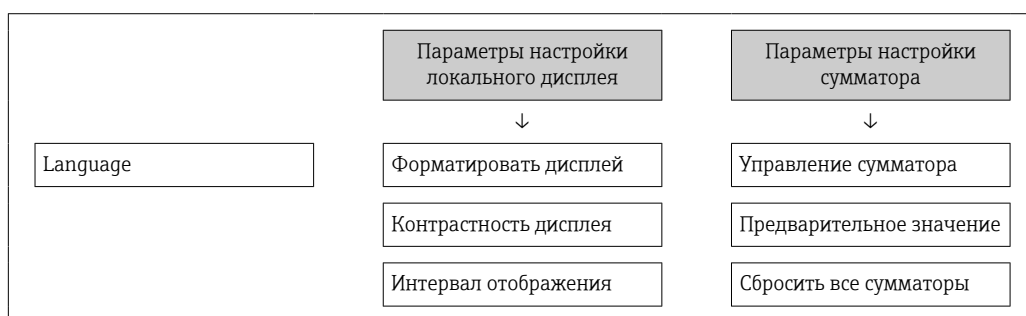 Параметры настройки
локального дисплея
Параметры настройки
сумматора
↓
↓
Language
Форматировать дисплей
Управление сумматора
Контрастность дисплея
Предварительное значение
Интервал отображения
Сбросить все сумматоры